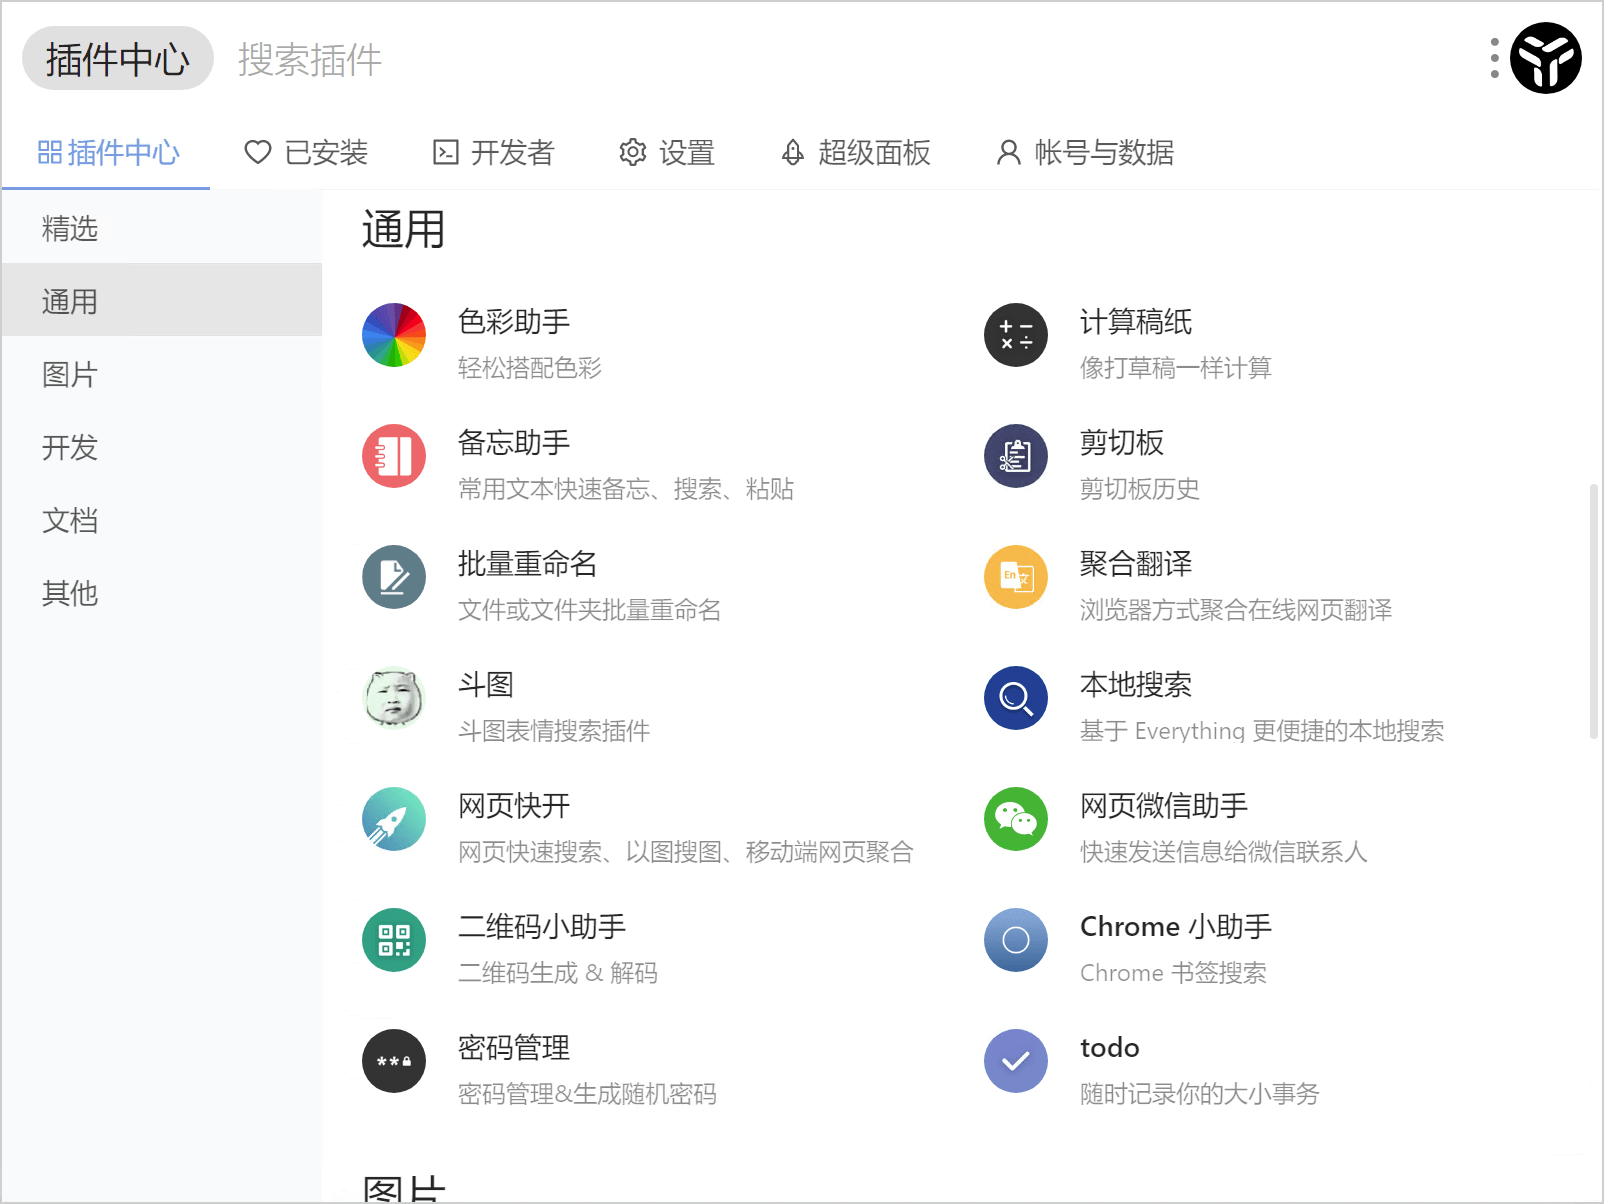 插件中心 搜索插件
插件中心 已安装 开发者 设置 超级面板 帐号与数据
精选
通用
图片
开发
文档
其他
通用
色彩助手
轻松搭配色彩
计算稿纸
像打草稿一样计算
备忘助手
常用文本快速备忘、搜索、粘贴
剪切板
剪切板历史
批量重命名
文件或文件夹批量重命名
En 文
聚合翻译
浏览器方式聚合在线网页翻译
斗图
斗图表情搜索插件
本地搜索
基于 Everything 更便捷的本地搜索
网页快开
网页快速搜索、以图搜图、移动端网页聚合
网页微信助手
快速发送信息给微信联系人
二维码小助手
二维码生成 & 解码
Chrome 小助手
Chrome 书签搜索
密码管理
密码管理&生成随机密码
todo
随时记录你的大小事务
图片